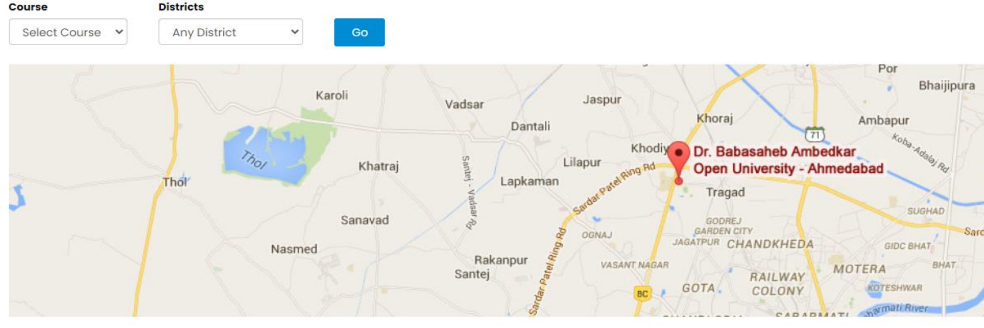 Course
Districts
Select Course
Any District
Go
Por
Bhaijipura
Karoli
Vadsar
Jaspur
Khoraj
Ambapur
71
Dantali
Koba-Adalaj Rd
Thol
Khatraj
Santej - Vadsar Rd
Lilapur
Khodiy
Dr. Babasaheb Ambedkar
Open University - Ahmedabad
Thol
Lapkaman
Sardar Patel Ring Rd
Tragad
Sanavad
SUGHAD
GODREJ
GARDEN CITY
OGNAJ
JAGATPUR
CHANDKHEDA
GIDC BHAT
Nasmed
Rakanpur
Santej
Sardar Patel Ring Rd
VASANT NAGAR
RAILWAY
COLONY
MOTERA
BHAT
8C
GOTA
KOTESHWAR